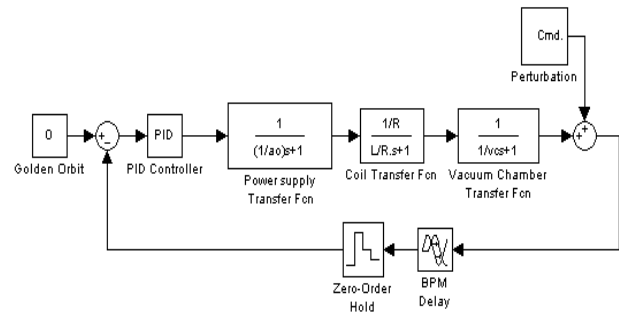 Cmd.
Perturbation
0
Golden Orbit
+
−
PID
PID Controller
1
(1/ao)s+1
Power supply
Transfer Fcn
1/R
L/R.s+1
Coil Transfer Fcn
1
1/vcs+1
Vacuum Chamber
Transfer Fcn
+
+
Zero-Order
Hold
BPM
Delay